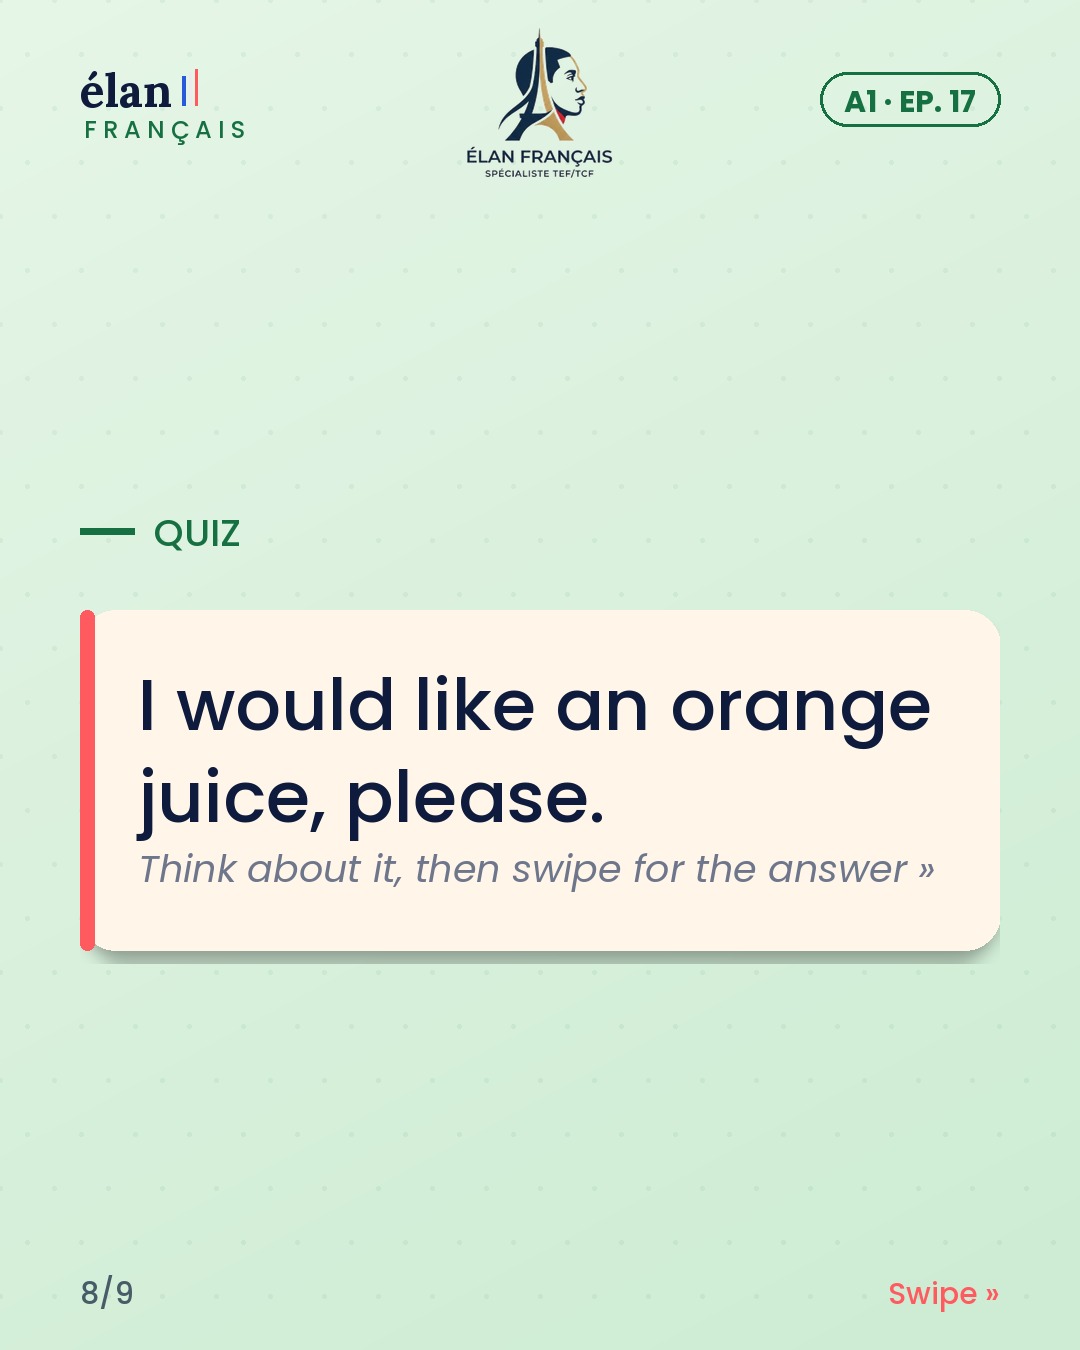 élan
FRANÇAIS
ÉLAN FRANÇAIS
SPÉCIALISTE TEF/TCF
A1 · EP. 17
QUIZ
I would like an orange
juice, please.
Think about it, then swipe for the answer »
8/9
Swipe »